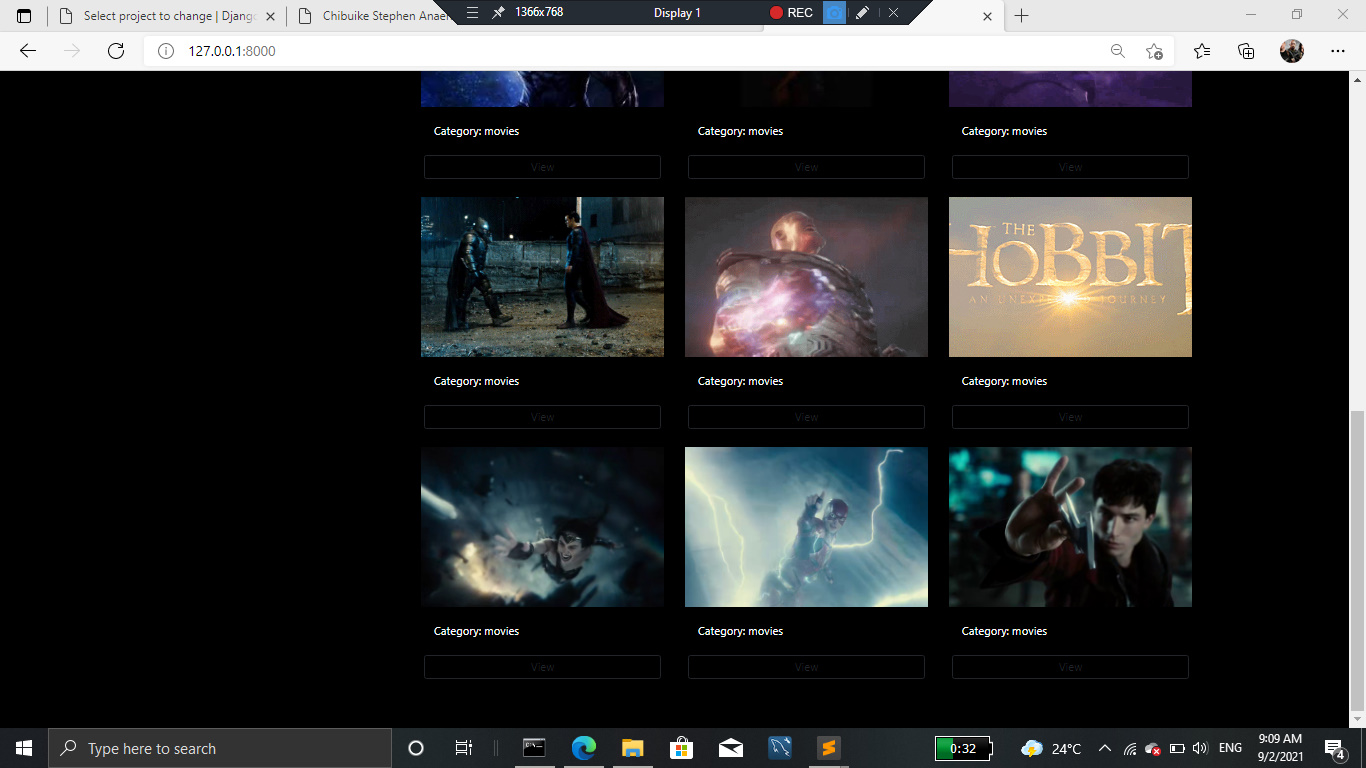 1366x768 Display 1 REC
Select project to change | Djang
Chibuike Stephen Anae
127.0.0.1:8000
Category: movies Category: movies Category: movies
View View View
THE
HOBBIT
AN UNEXPECTED JOURNEY
Category: movies Category: movies Category: movies
View View View
Category: movies Category: movies Category: movies
View View View
Type here to search
0:32
24°C
ENG
9:09 AM
9/2/2021
4